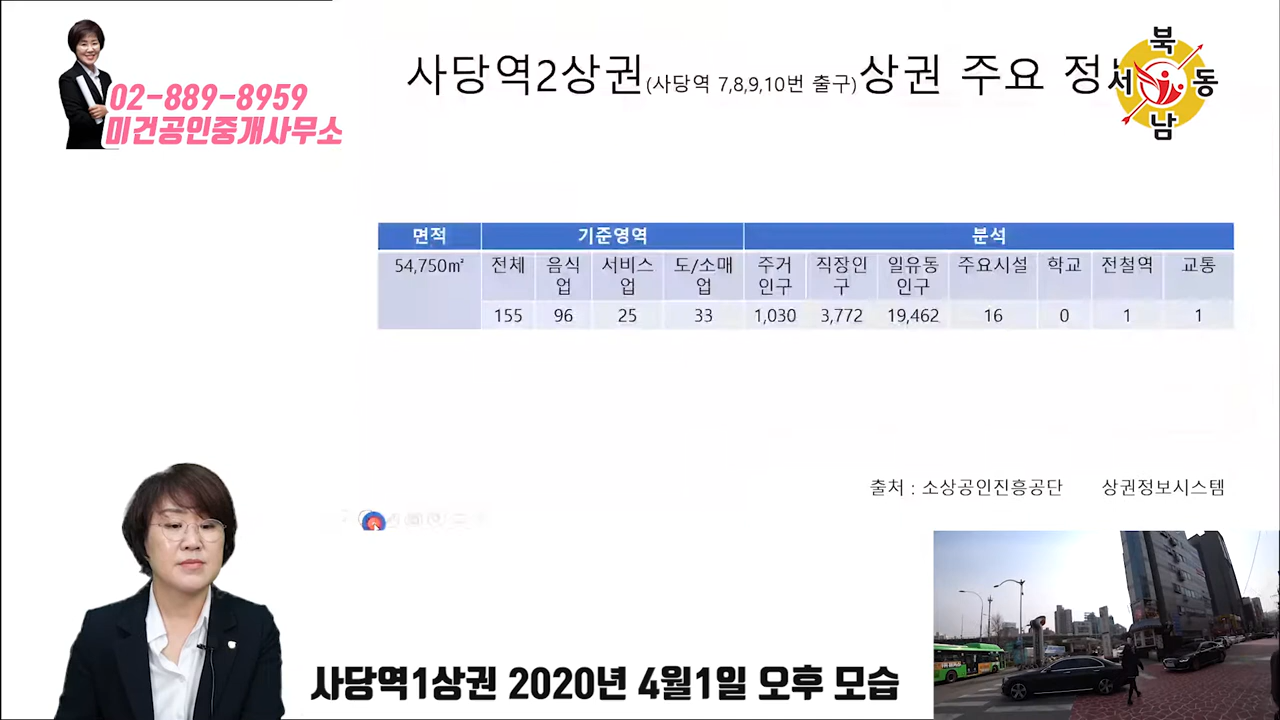 02-889-8959
미건공인중개사무소
사당역2상권(사당역 7,8,9,10번 출구)상권 주요 정
북
서 동
남
면적 기준영역 분석
54,750㎡ 전체 음식업 서비스업 도/소매업 주거인구 직장인구 일유동인구 주요시설 학교 전철역 교통
155 96 25 33 1,030 3,772 19,462 16 0 1 1
출처 : 소상공인진흥공단 상권정보시스템
사당역1상권 2020년 4월1일 오후 모습